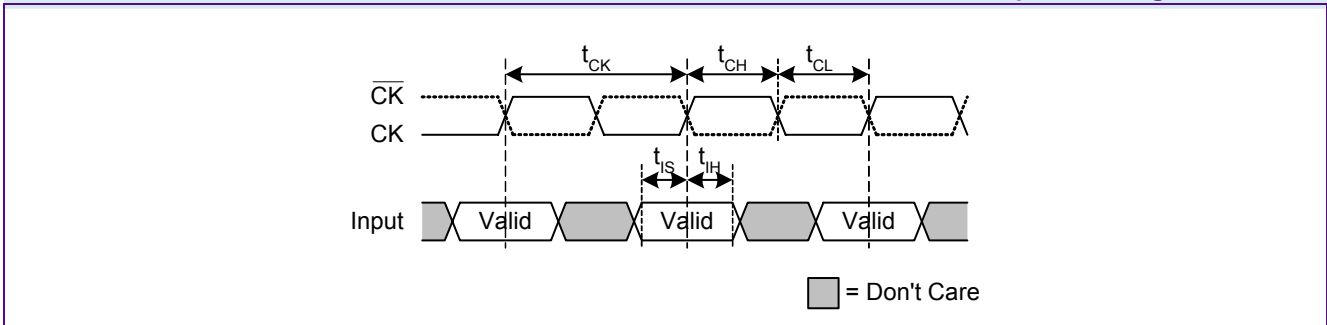 tCK tCH tCL
CK
CK
tIS tIH
Input Valid Valid Valid
= Don't Care